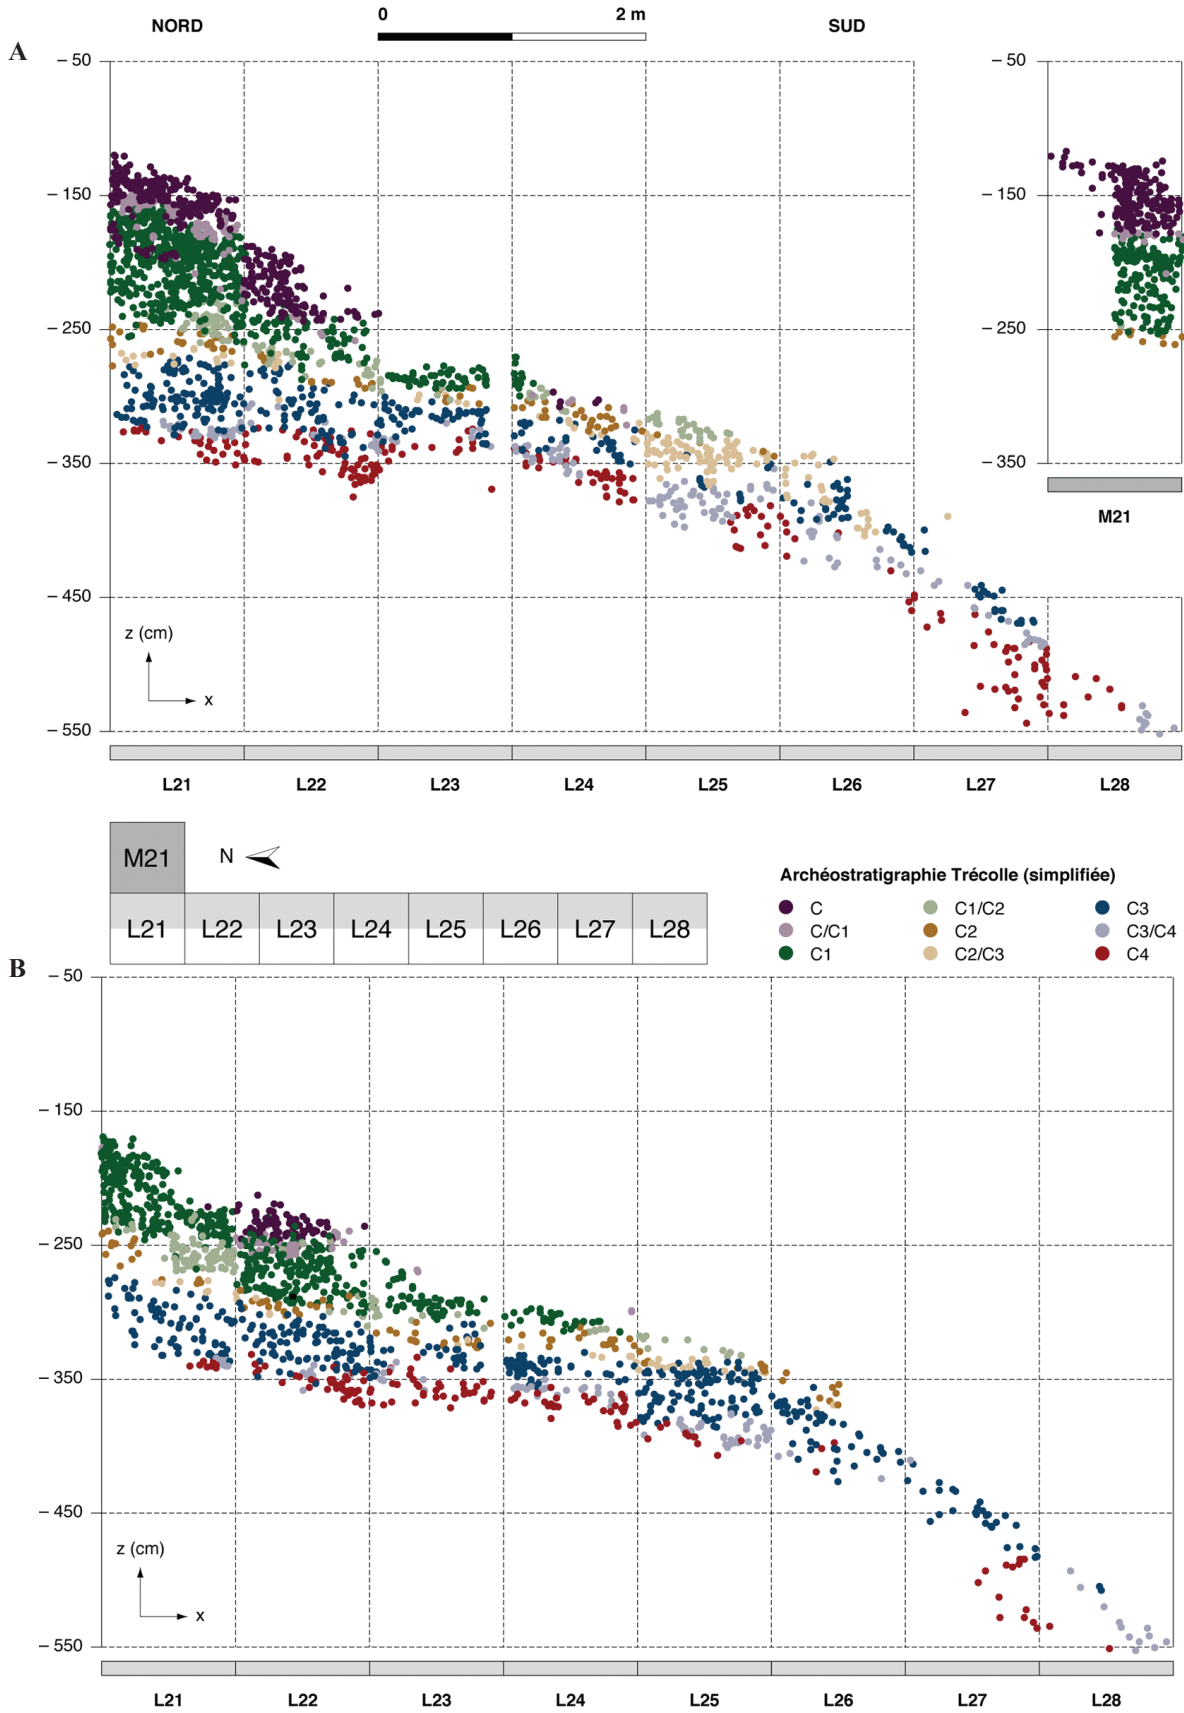 NORD
0
2 m
SUD
A
– 50
– 150
– 250
– 350
– 450
– 550
– 50
– 150
– 250
– 350
M21
z (cm)
x
L21 L22 L23 L24 L25 L26 L27 L28
M21
N
L21 L22 L23 L24 L25 L26 L27 L28
Archéostratigraphie Trécolle (simplifiée)
C C1/C2 C3
C/C1 C2 C3/C4
C1 C2/C3 C4
B
– 50
– 150
– 250
– 350
– 450
– 550
z (cm)
x
L21 L22 L23 L24 L25 L26 L27 L28